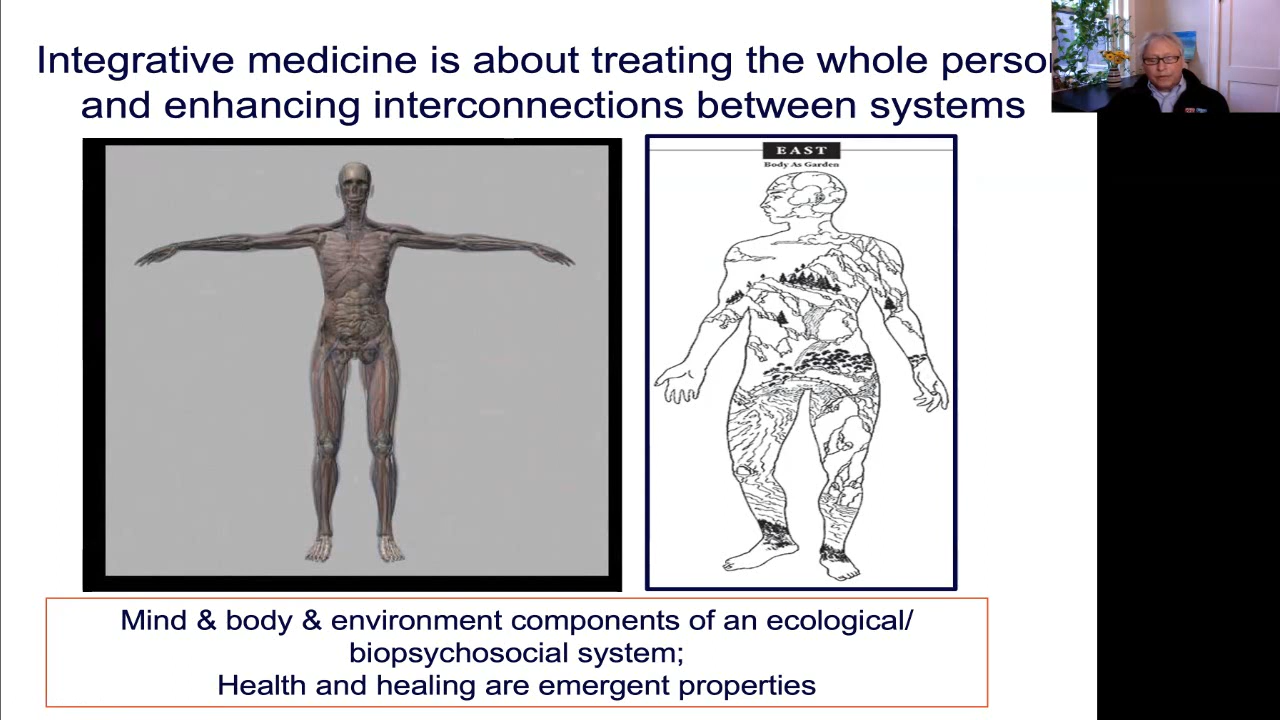 Integrative medicine is about treating the whole perso
and enhancing interconnections between systems
EAST
Body As Garden
Mind & body & environment components of an ecological/
biopsychosocial system;
Health and healing are emergent properties